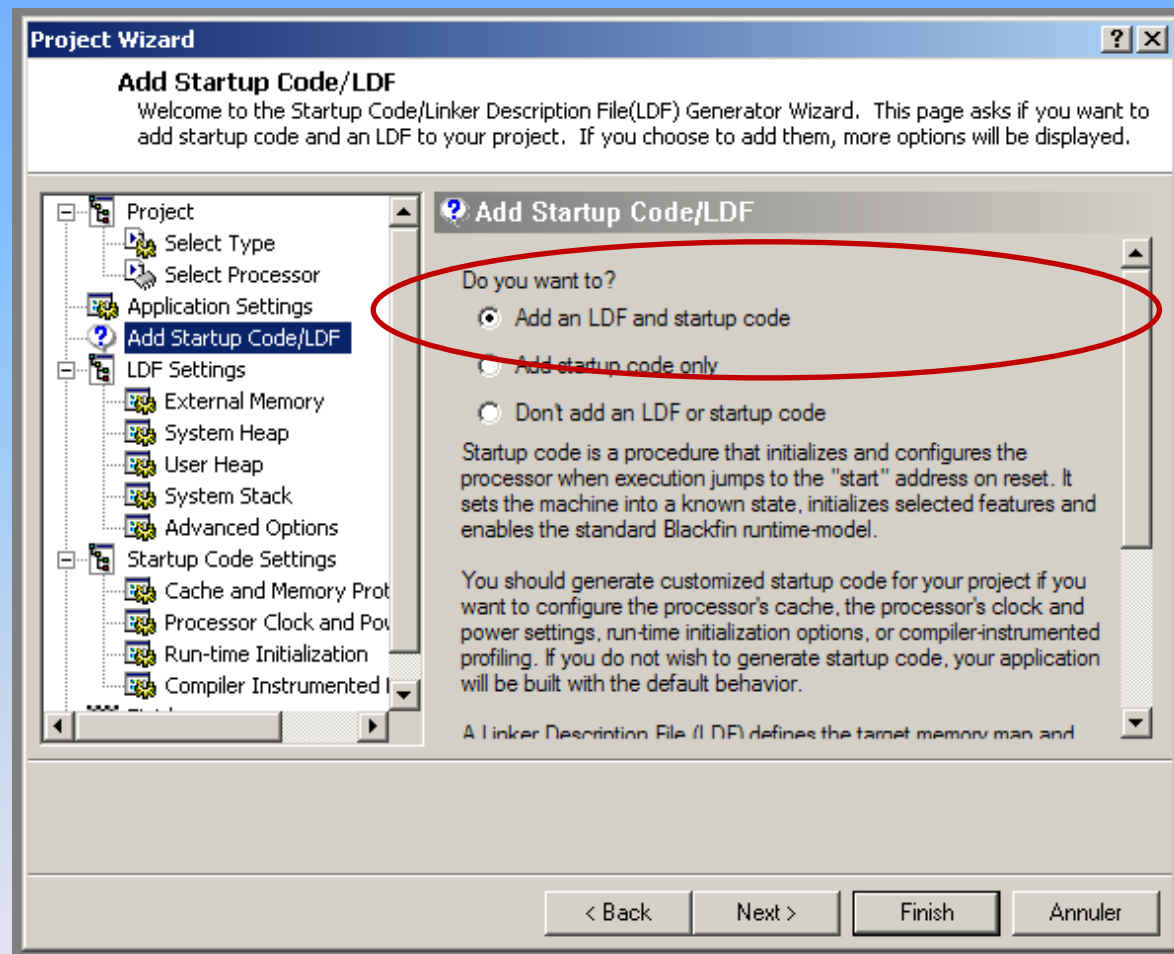 Project Wizard
Add Startup Code/LDF
Welcome to the Startup Code/Linker Description File(LDF) Generator Wizard. This page asks if you want to
add startup code and an LDF to your project. If you choose to add them, more options will be displayed.
Project
Select Type
Select Processor
Application Settings
Add Startup Code/LDF
LDF Settings
External Memory
System Heap
User Heap
System Stack
Advanced Options
Startup Code Settings
Cache and Memory Prot
Processor Clock and Pov
Run-time Initialization
Compiler Instrumented
Add Startup Code/LDF
Do you want to?
Add an LDF and startup code
Add startup code only
Don't add an LDF or startup code
Startup code is a procedure that initializes and configures the
processor when execution jumps to the "start" address on reset. It
sets the machine into a known state, initializes selected features and
enables the standard Blackfin runtime-model.
You should generate customized startup code for your project if you
want to configure the processor's cache, the processor's clock and
power settings, run-time initialization options, or compiler-instrumented
profiling. If you do not wish to generate startup code, your application
will be built with the default behavior.
A Linker Description File (LDF) defines the target memory map and
< Back
Next >
Finish
Annuler